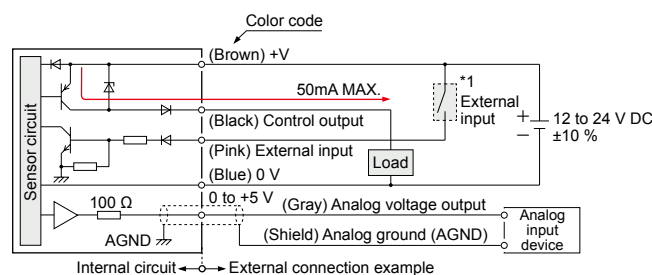 Color code
(Brown) +V
50mA MAX.
*1
External
input
12 to 24 V DC
±10 %
+
−
(Black) Control output
(Pink) External input
Load
Sensor circuit
(Blue) 0 V
0 to +5 V
100 Ω
(Gray) Analog voltage output
Analog
input
device
AGND
(Shield) Analog ground (AGND)
Internal circuit
External connection example